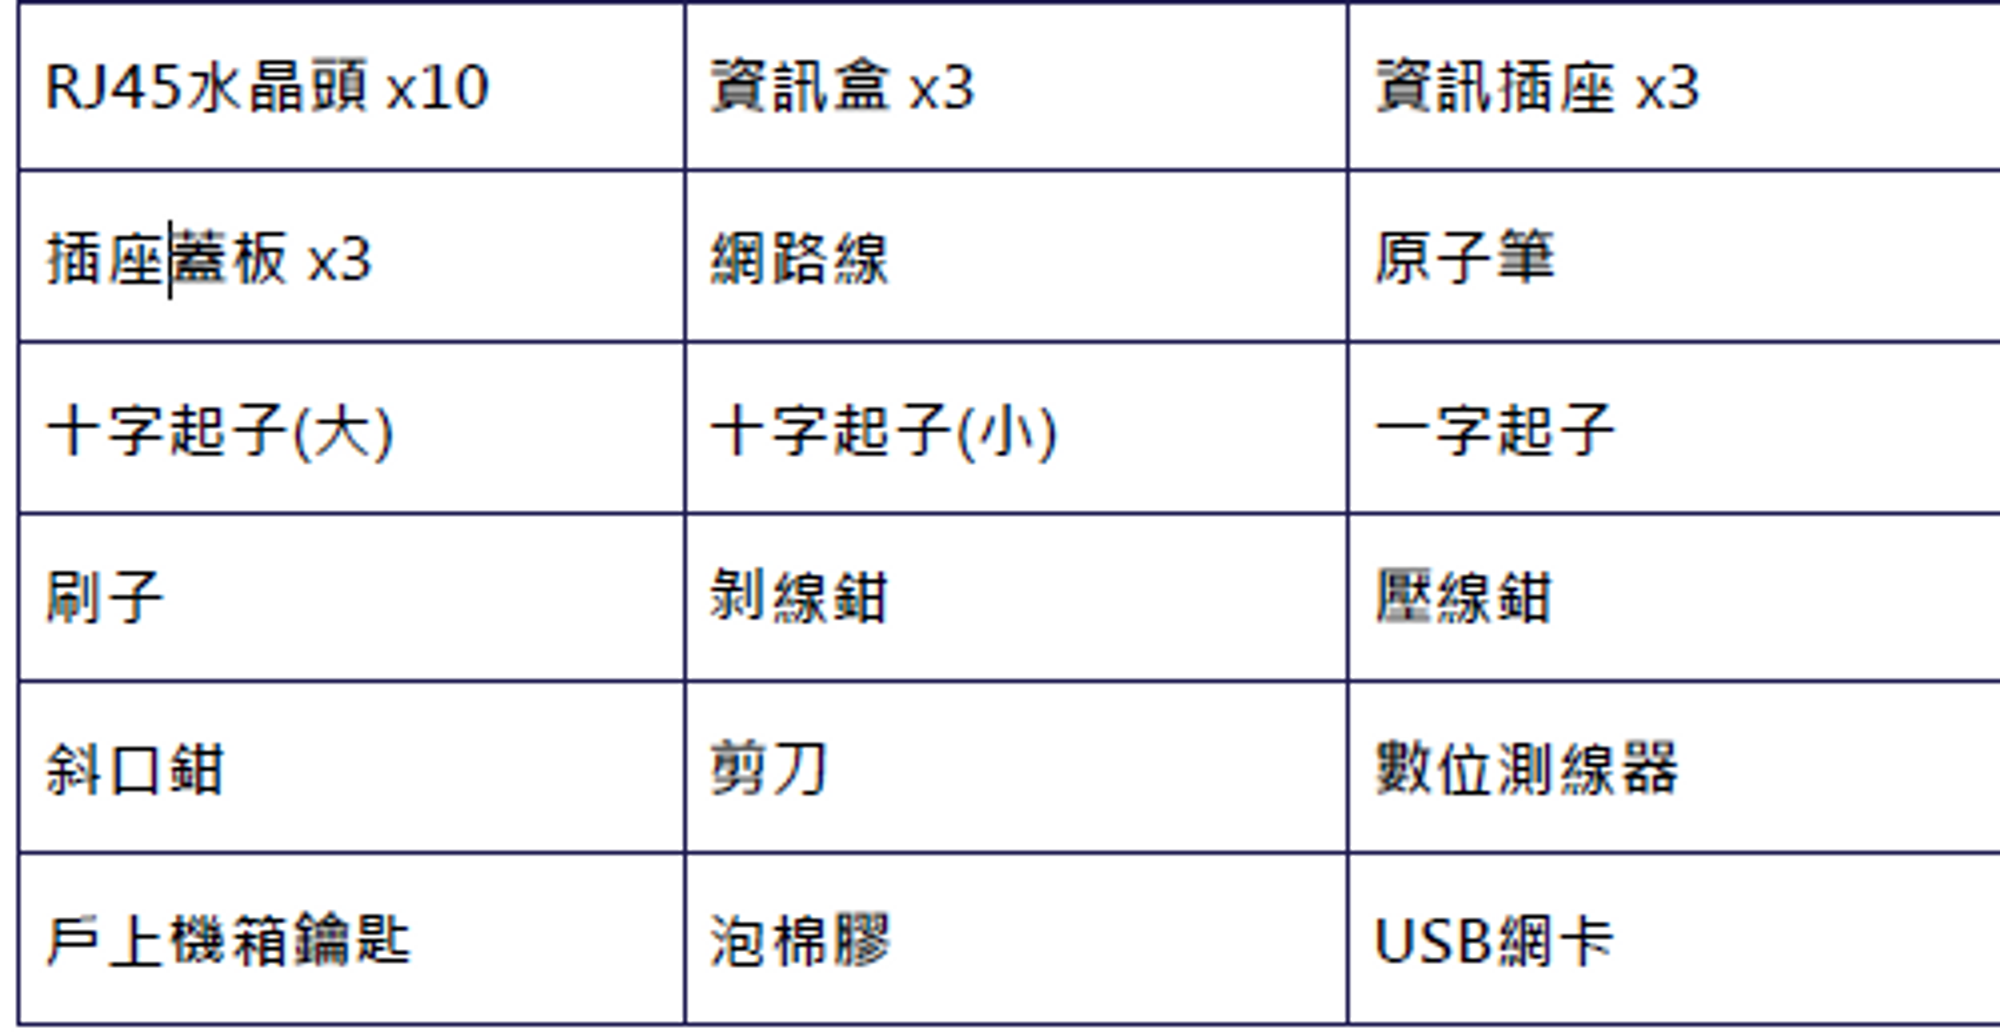 RJ45水晶頭 x10
資訊盒 x3
資訊插座 x3
插座蓋板 x3
網路線
原子筆
十字起子(大)
十字起子(小)
一字起子
刷子
剝線鉗
壓線鉗
斜口鉗
剪刀
數位測線器
戶上機箱鑰匙
泡棉膠
USB網卡